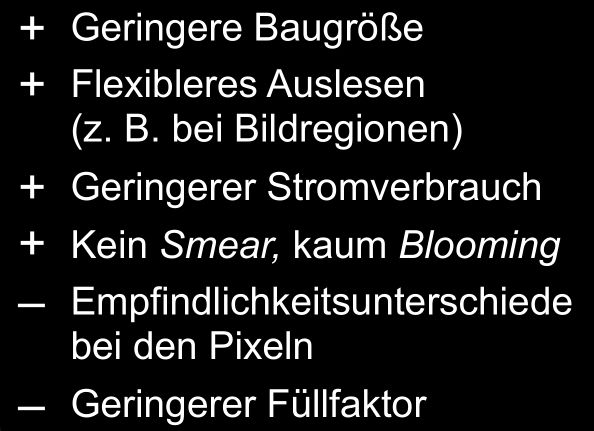 + Geringere Baugröße
+ Flexibleres Auslesen
(z. B. bei Bildregionen)
+ Geringerer Stromverbrauch
+ Kein Smear, kaum Blooming
– Empfindlichkeitsunterschiede
bei den Pixeln
– Geringerer Füllfaktor